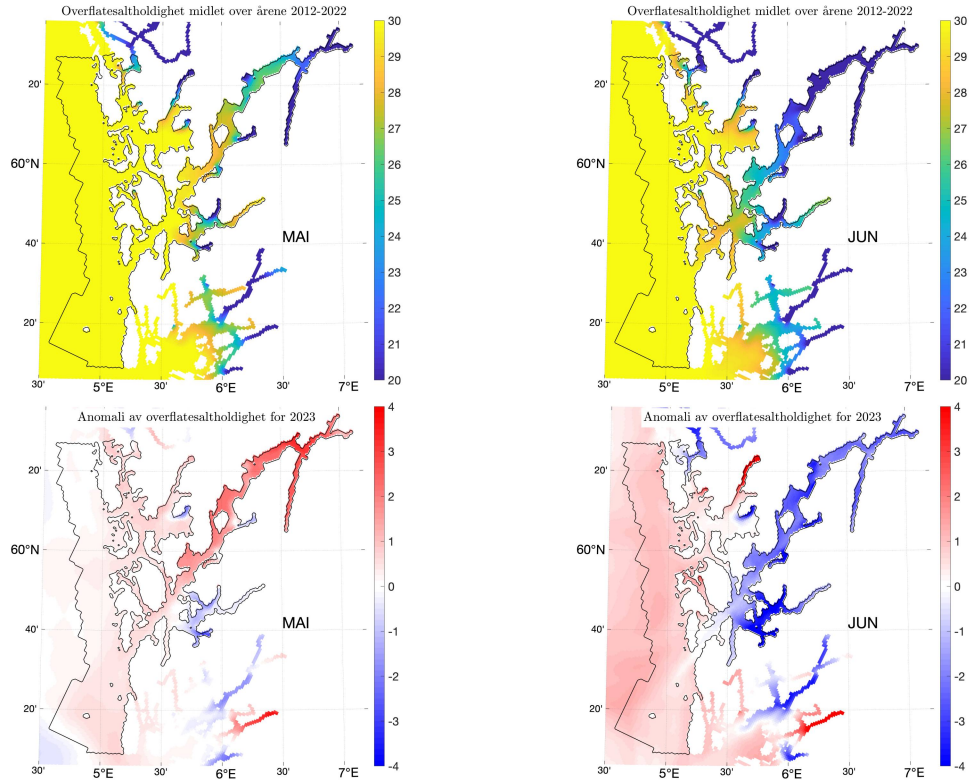 Overflatesaltholdighet midlet over årene 2012-2022
30
29
28
27
26
25
24
23
22
21
20
20'
60°N
40'
20'
30'
5°E
30'
6°E
30'
7°E
MAI
Overflatesaltholdighet midlet over årene 2012-2022
30
29
28
27
26
25
24
23
22
21
20
20'
60°N
40'
20'
30'
5°E
30'
6°E
30'
7°E
JUN
Anomali av overflatesaltholdighet for 2023
4
3
2
1
0
-1
-2
-3
-4
20'
60°N
40'
20'
30'
5°E
30'
6°E
30'
7°E
MAI
Anomali av overflatesaltholdighet for 2023
4
3
2
1
0
-1
-2
-3
-4
20'
60°N
40'
20'
30'
5°E
30'
6°E
30'
7°E
JUN